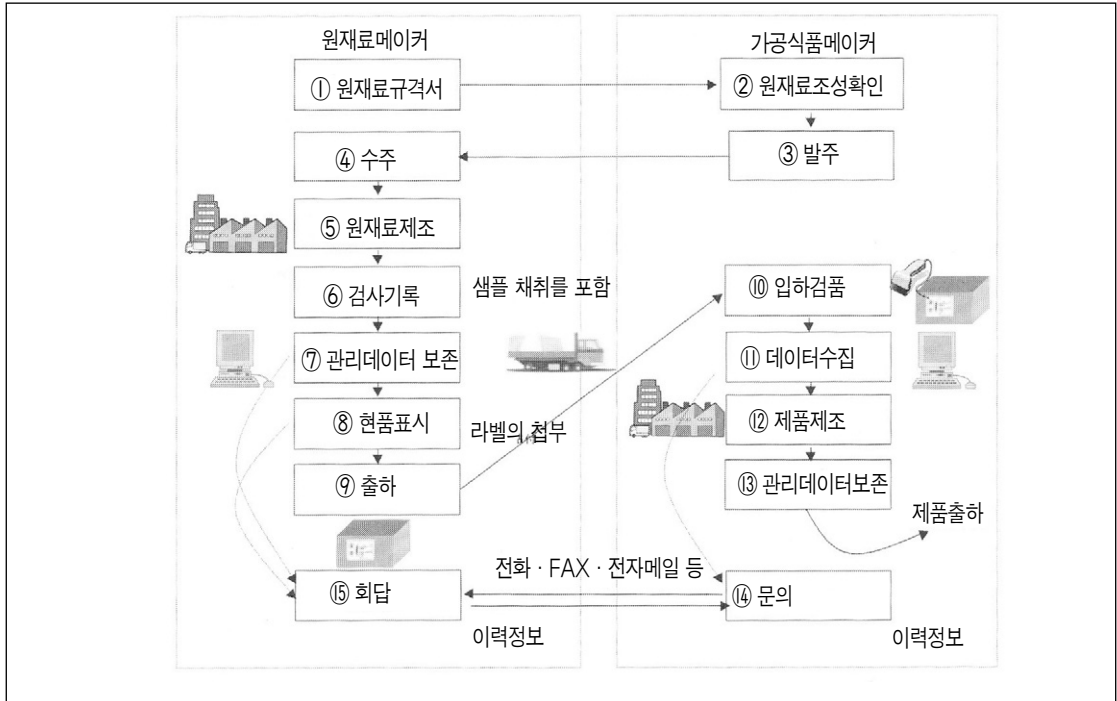 원재료메이커
가공식품메이커
① 원재료규격서
② 원재료조성확인
③ 발주
④ 수주
⑤ 원재료제조
⑥ 검사기록
샘플 채취를 포함
⑦ 관리데이터 보존
⑧ 현품표시
라벨의 첩부
⑨ 출하
⑩ 입하검품
⑪ 데이터수집
⑫ 제품제조
⑬ 관리데이터보존
제품출하
전화 · FAX · 전자메일 등
⑭ 문의
⑮ 회답
이력정보
이력정보